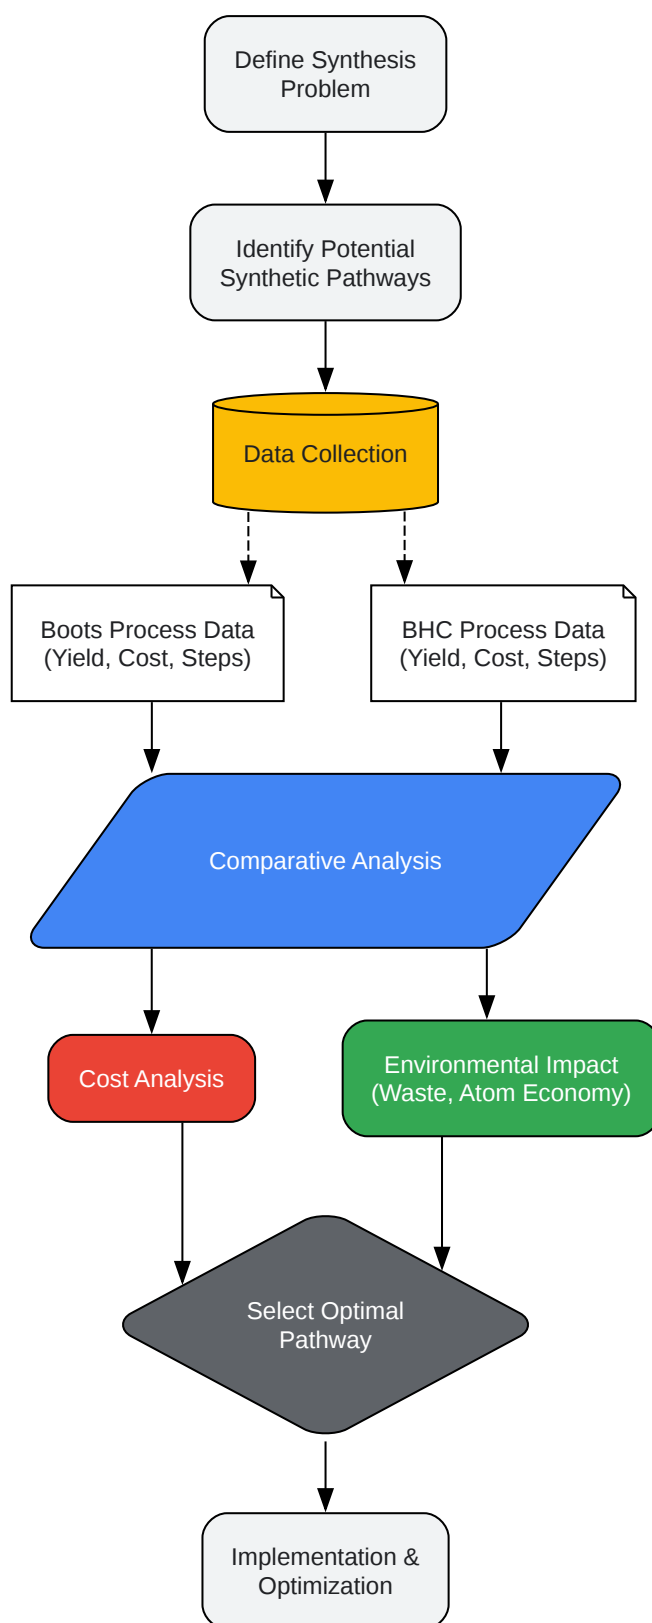 Define Synthesis
Problem
Identify Potential
Synthetic Pathways
Data Collection
Boots Process Data
(Yield, Cost, Steps)
BHC Process Data
(Yield, Cost, Steps)
Comparative Analysis
Cost Analysis
Environmental Impact
(Waste, Atom Economy)
Select Optimal
Pathway
Implementation &
Optimization